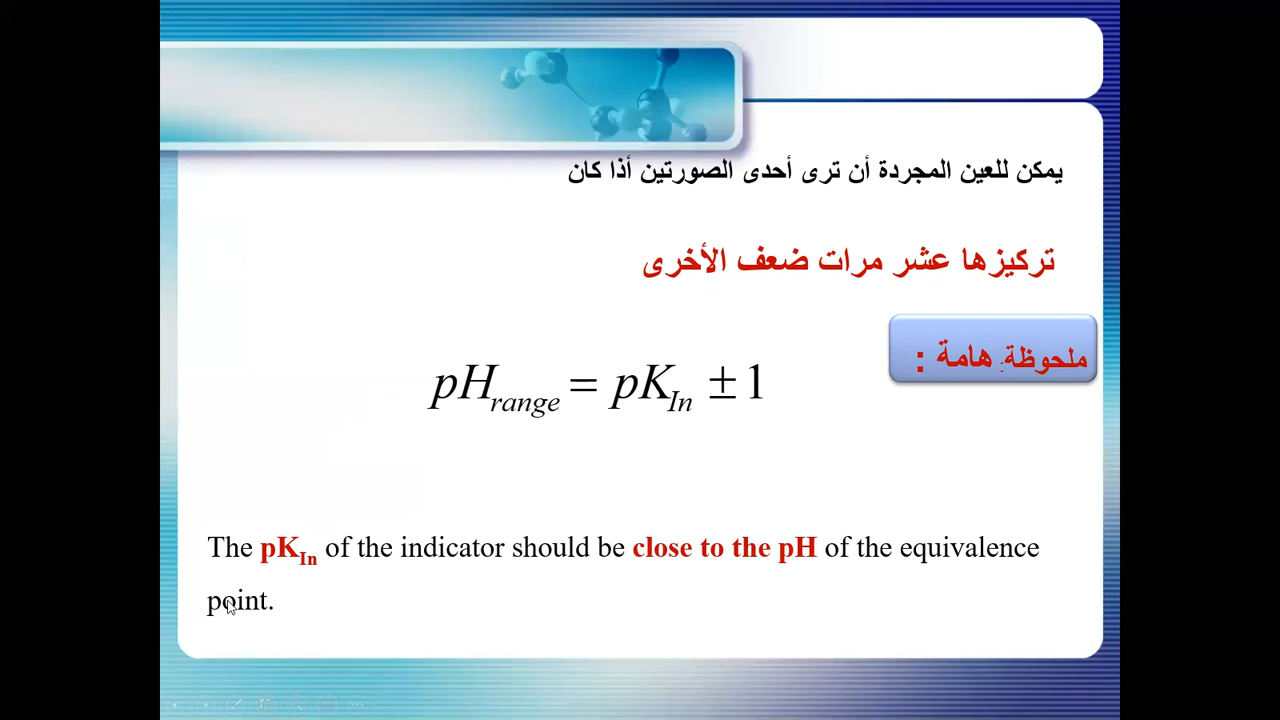 يمكن للعين المجردة أن ترى أحدى الصورتين أذا كان
تركيزها عشر مرات ضعف الأخرى
ملحوظة: هامة :
pH_range = pK_In ± 1
The pK_In of the indicator should be close to the pH of the equivalence
point.